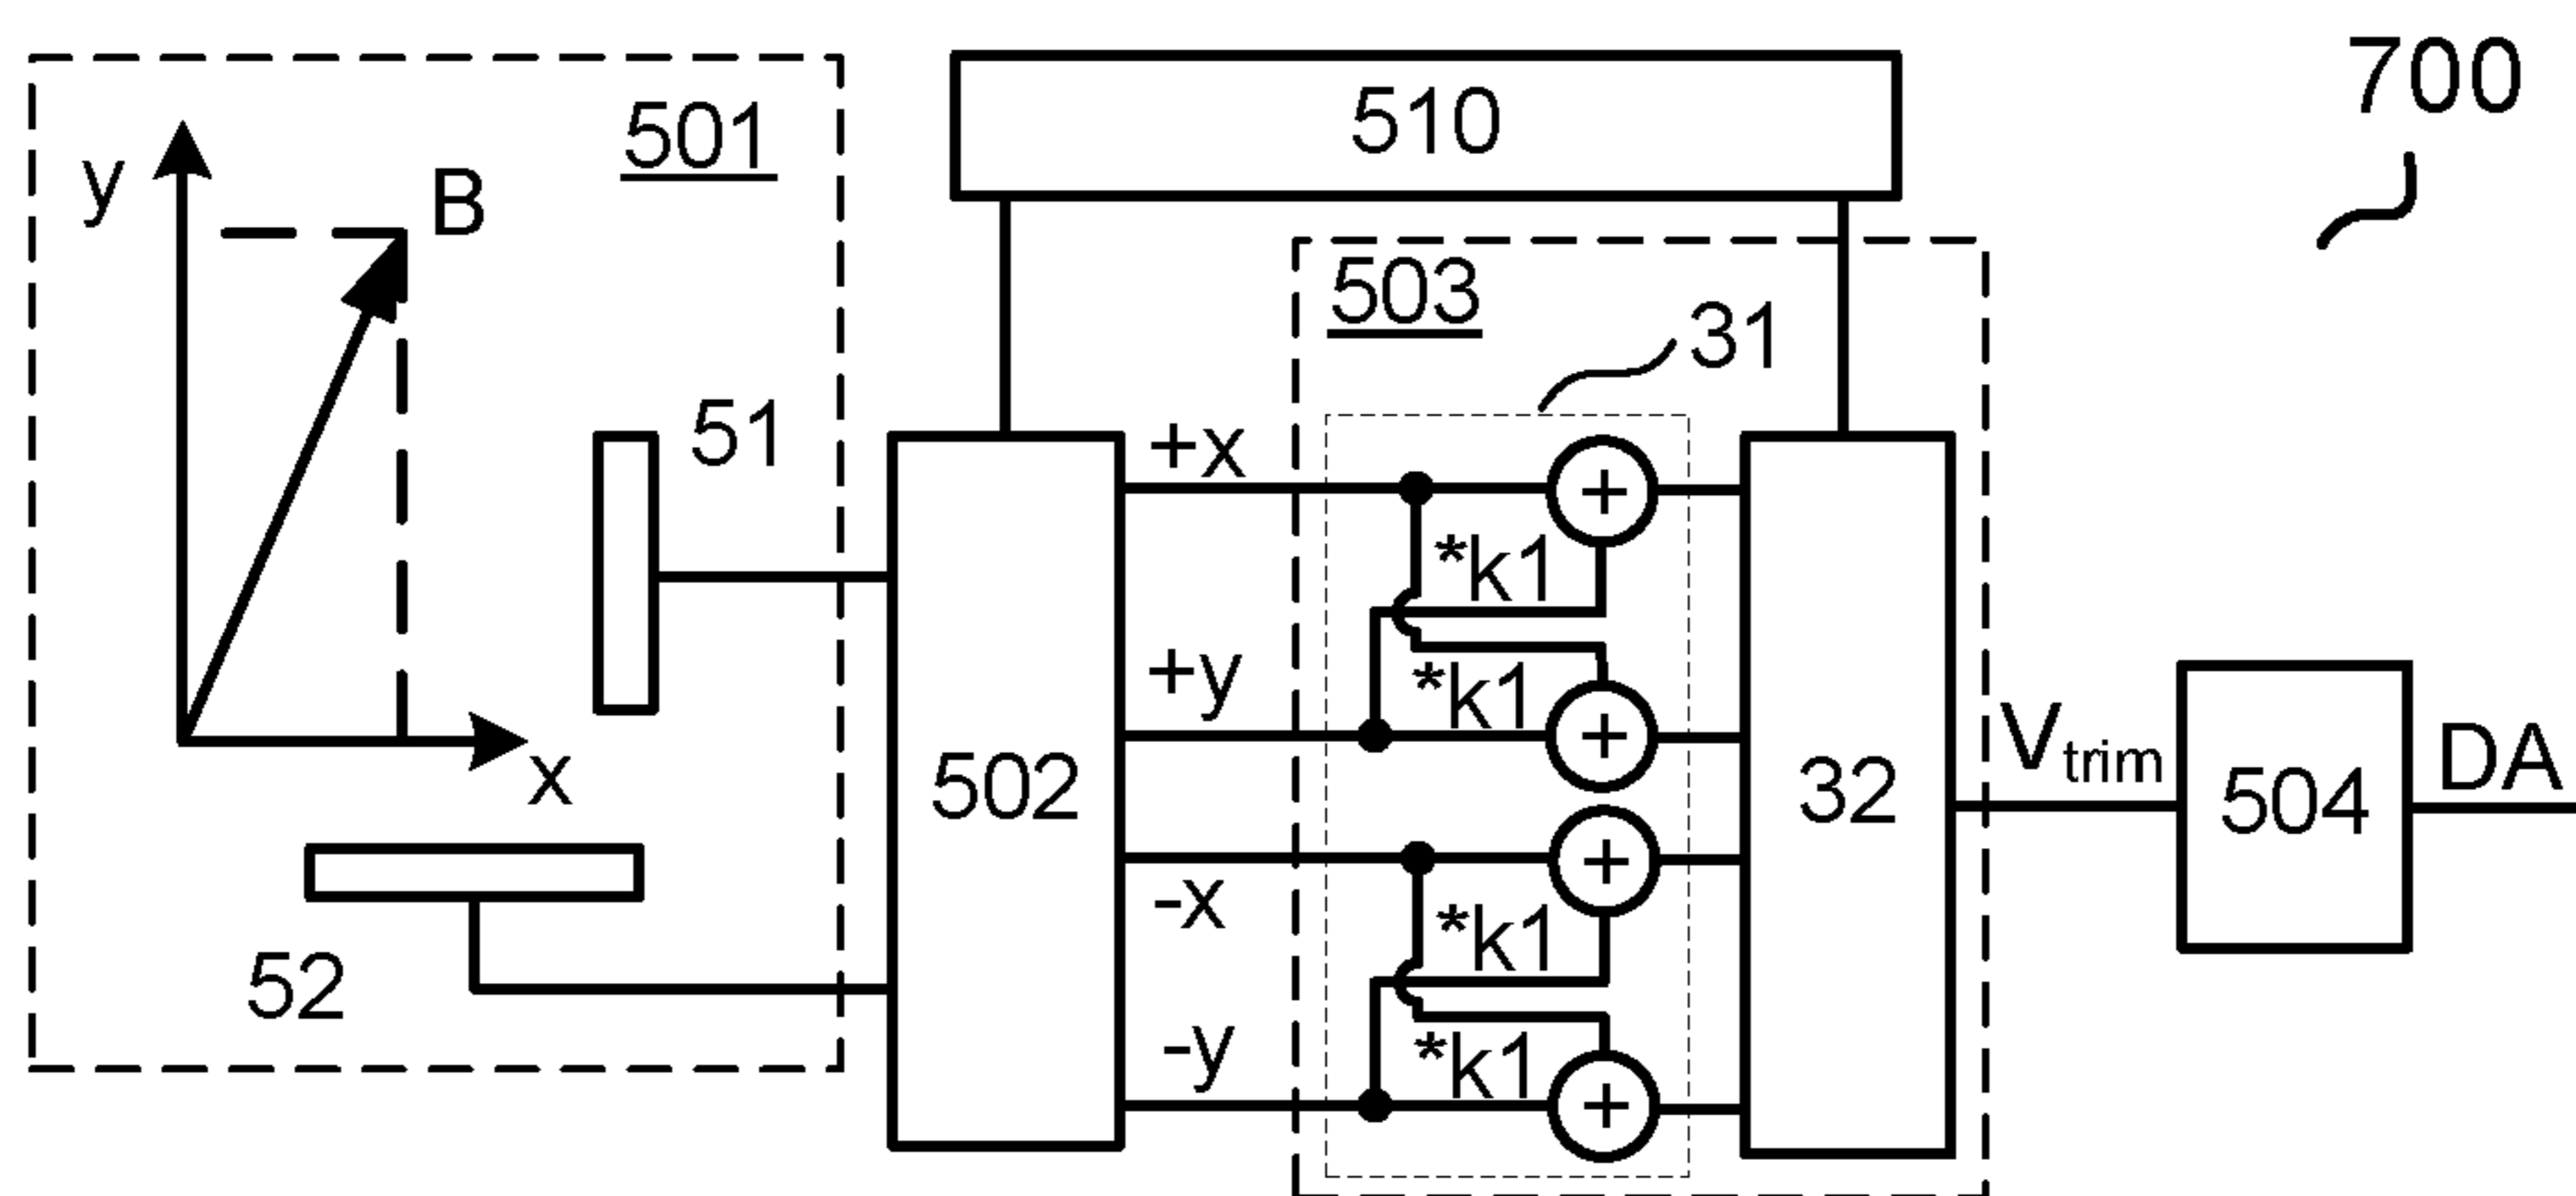 700
510
501
y
B
503
31
51
+x
+
*k1
+y
*k1
+
x
502
32
Vtrim
504
DA
-x
+
*k1
52
-y
*k1
+